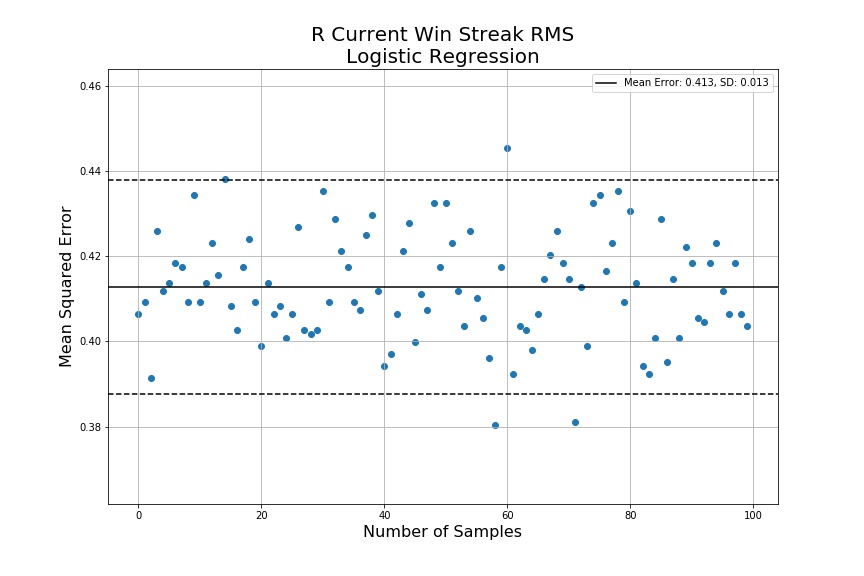 R Current Win Streak RMS
Logistic Regression
Mean Error: 0.413, SD: 0.013
0.46
0.44
0.42
0.40
0.38
Mean Squared Error
0 20 40 60 80 100
Number of Samples